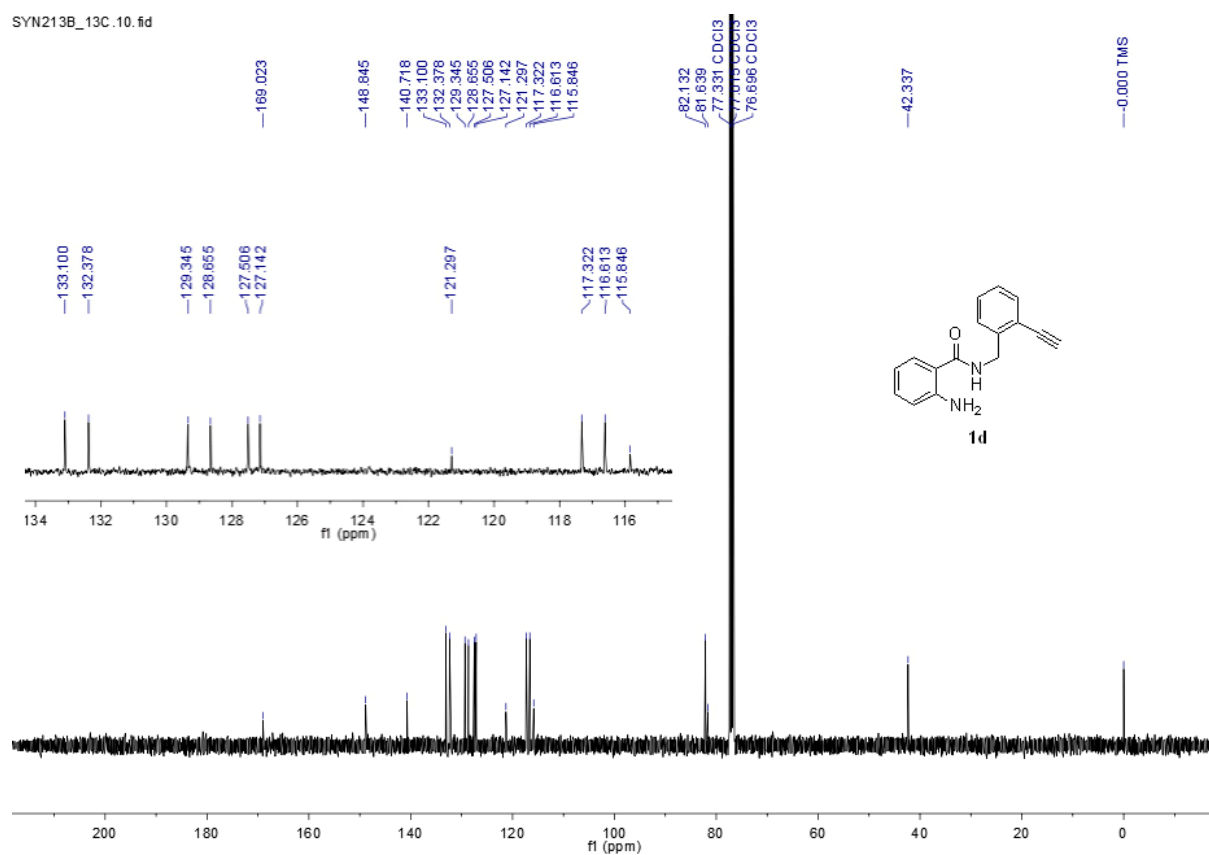 SYN213B_13C.10.fid
—169.023
—148.845
—140.718
133.100
132.378
129.345
128.655
127.506
127.142
121.297
117.322
116.613
115.846
82.132
81.639
77.331 CDCl3
77.015 CDCl3
76.696 CDCl3
—42.337
—-0.000 TMS
—133.100
—132.378
—129.345
—128.655
—127.506
—127.142
—121.297
—117.322
—116.613
—115.846
134 132 130 128 126 124 122 120 118 116
f1 (ppm)
O
N
H
NH2
1d
200 180 160 140 120 100 80 60 40 20 0
f1 (ppm)